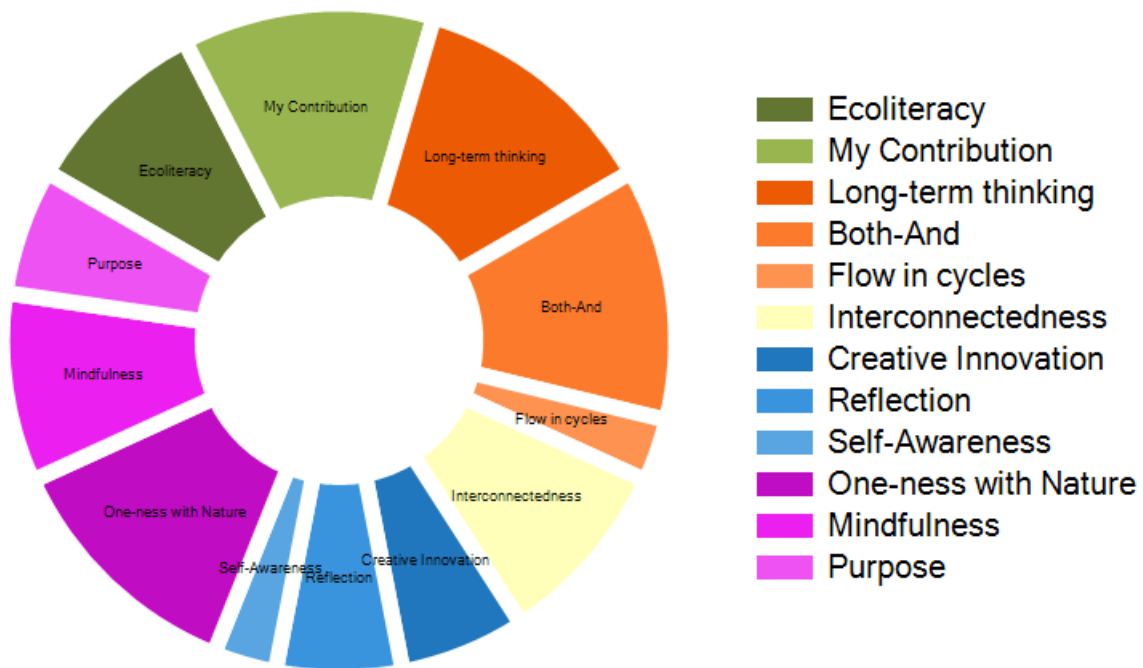 My Contribution
Long-term thinking
Ecoliteracy
Purpose
Both-And
Mindfulness
Flow in cycles
Interconnectedness
One-ness with Nature
Creative Innovation
Self-Awareness
Reflection
Ecoliteracy
My Contribution
Long-term thinking
Both-And
Flow in cycles
Interconnectedness
Creative Innovation
Reflection
Self-Awareness
One-ness with Nature
Mindfulness
Purpose